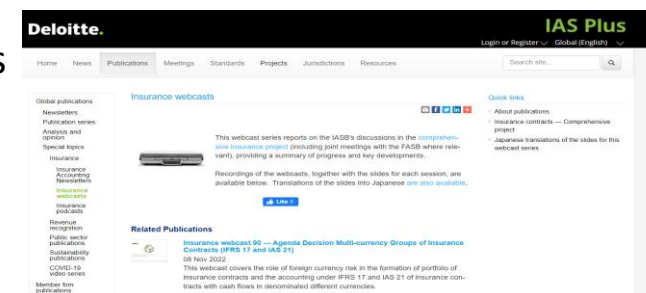 Deloitte.
IAS Plus
Login or Register Global (English)
Home News Publications Meetings Standards Projects Jurisdictions Resources
Search site...
S
Global publications
Newsletters
Publication series
Analysis and
opinion
Special topics
Insurance
Insurance
Accounting
Newsletters
Insurance
webcasts
Insurance
podcasts
Revenue
recognition
Public sector
publications
Sustainability
publications
COVID-19
video series
Member firm
publications
Insurance webcasts
This webcast series reports on the IASB's discussions in the comprehen-
sive insurance project (including joint meetings with the FASB where rele-
vant), providing a summary of progress and key developments.
Recordings of the webcasts, together with the slides for each session, are
available below. Translations of the slides into Japanese are also available.
Like 0
Related Publications
Insurance webcast 90 — Agenda Decision Multi-currency Groups of Insurance
Contracts (IFRS 17 and IAS 21)
08 Nov 2022
This webcast covers the role of foreign currency risk in the formation of portfolio of
insurance contracts and the accounting under IFRS 17 and IAS 21 of insurance con-
tracts with cash flows in denominated different currencies.
Quick links
About publications
Insurance contracts — Comprehensive
project
Japanese translations of the slides for this
webcast series